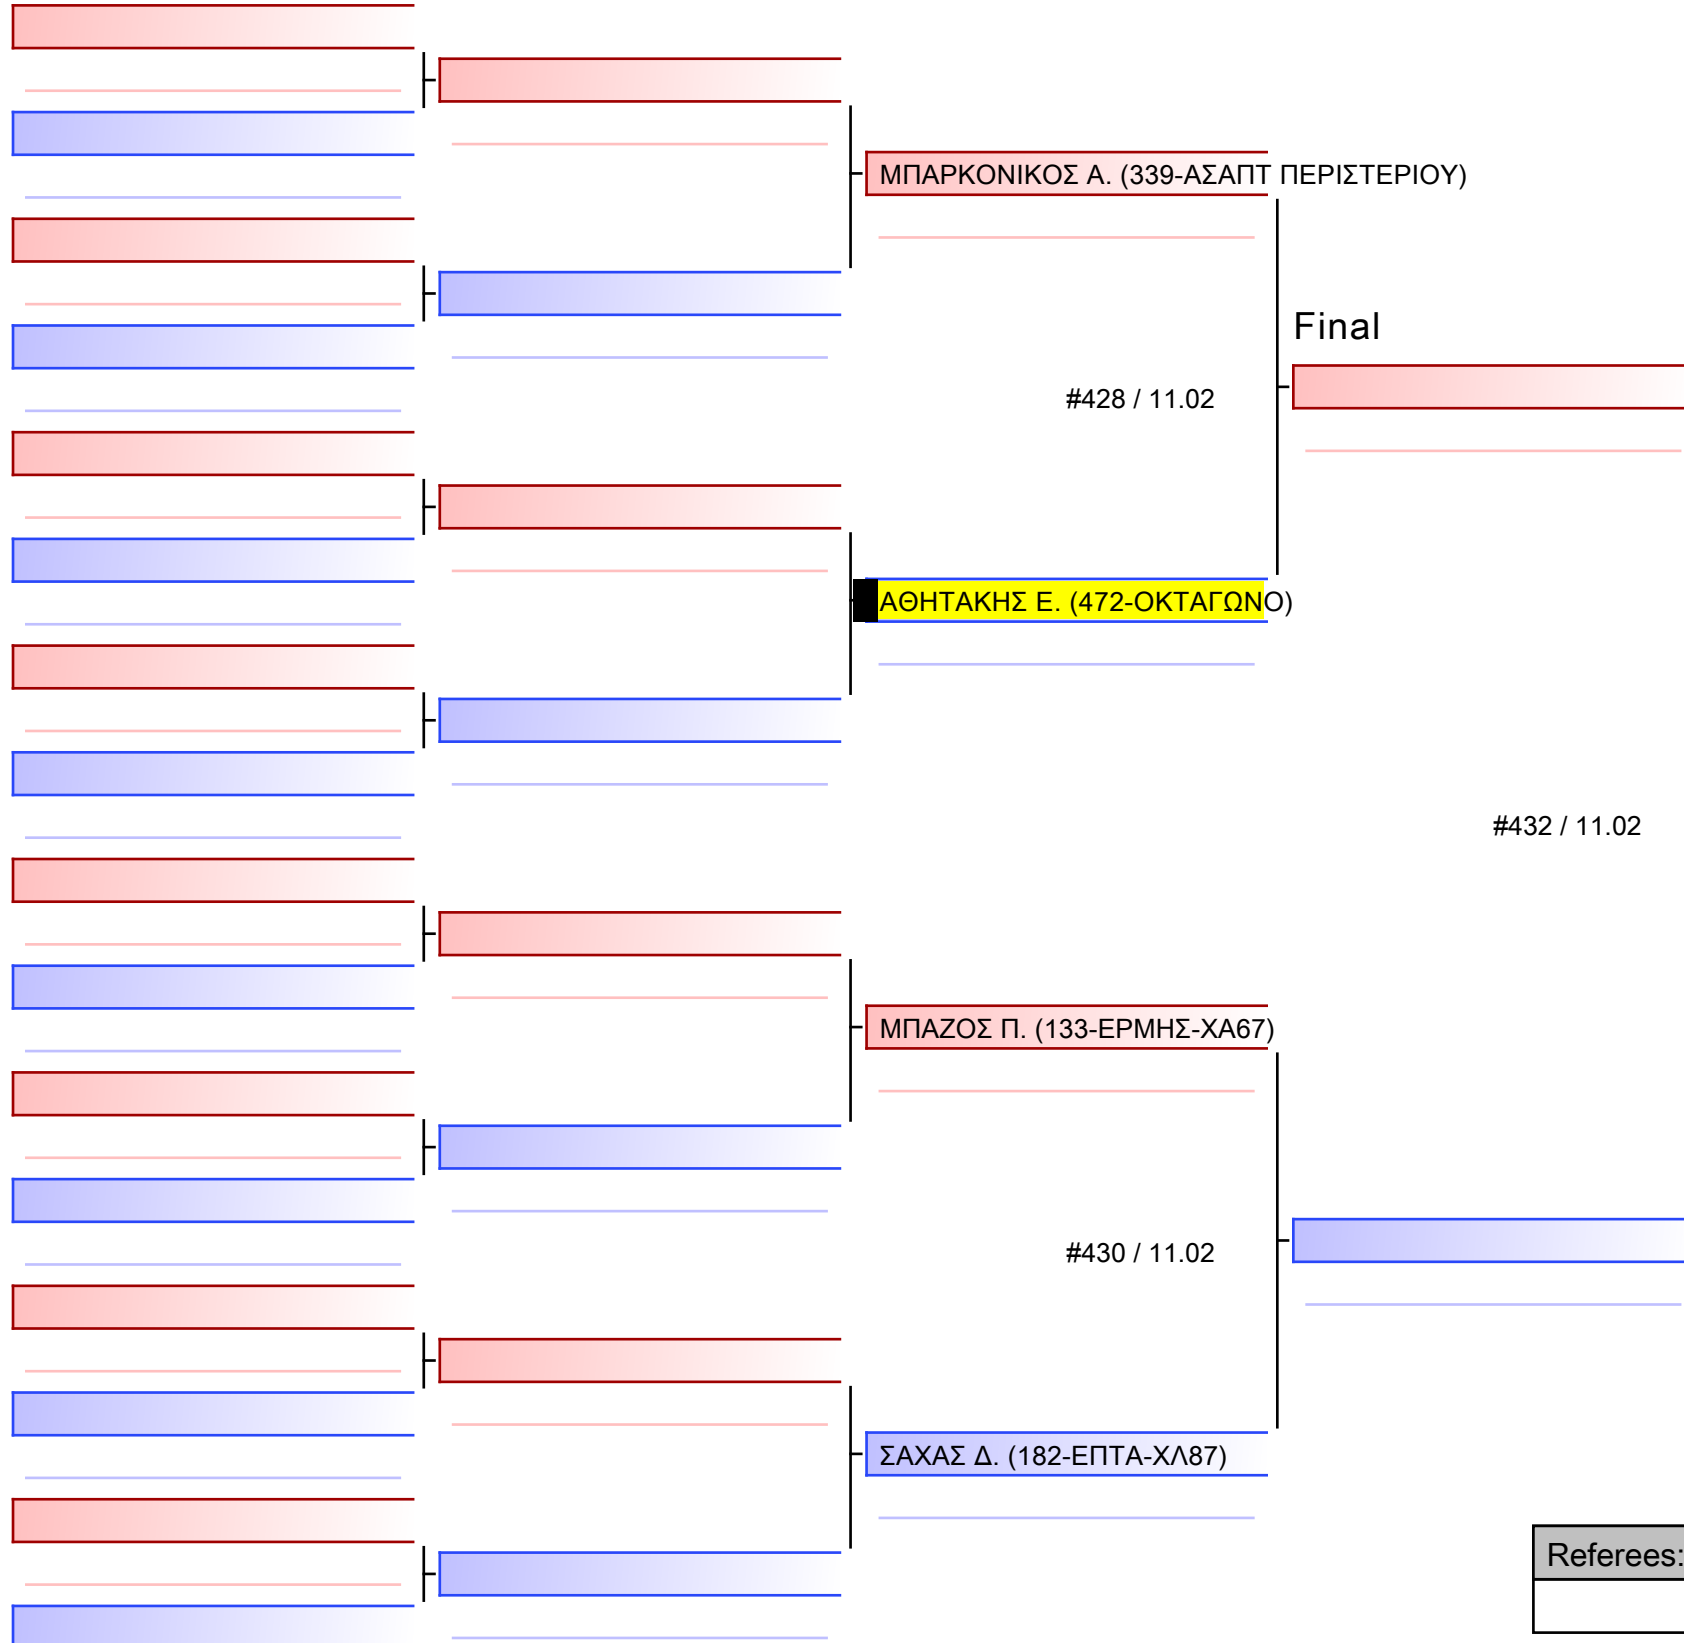 ΜΠΑΡΚΟΝΙΚΟΣ Α. (339-ΑΣΑΠΤ ΠΕΡΙΣΤΕΡΙΟΥ)
Final
#428 / 11.02
ΑΘΗΤΑΚΗΣ Ε. (472-ΟΚΤΑΓΩΝΟ)
#432 / 11.02
ΜΠΑΖΟΣ Π. (133-ΕΡΜΗΣ-ΧΑ67)
#430 / 11.02
ΣΑΧΑΣ Δ. (182-ΕΠΤΑ-ΧΛ87)
Referees: